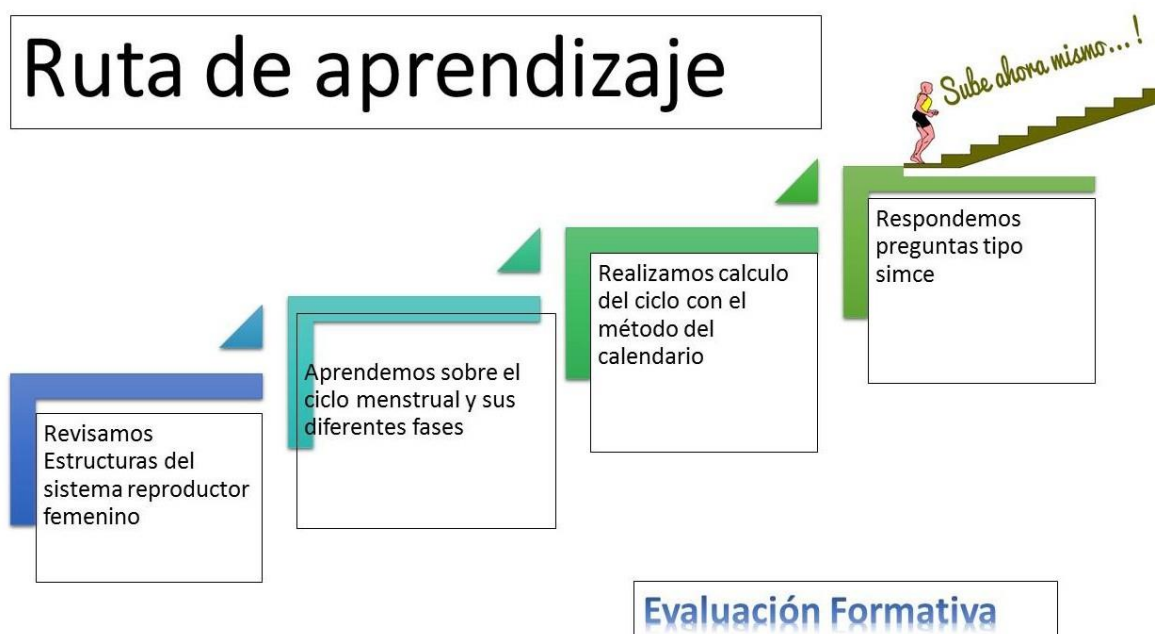 Ruta de aprendizaje
Sube ahora mismo...!
Revisamos
Estructuras del
sistema reproductor
femenino
Aprendemos sobre el
ciclo menstrual y sus
diferentes fases
Realizamos calculo
del ciclo con el
método del
calendario
Respondemos
preguntas tipo
simce
Evaluación Formativa